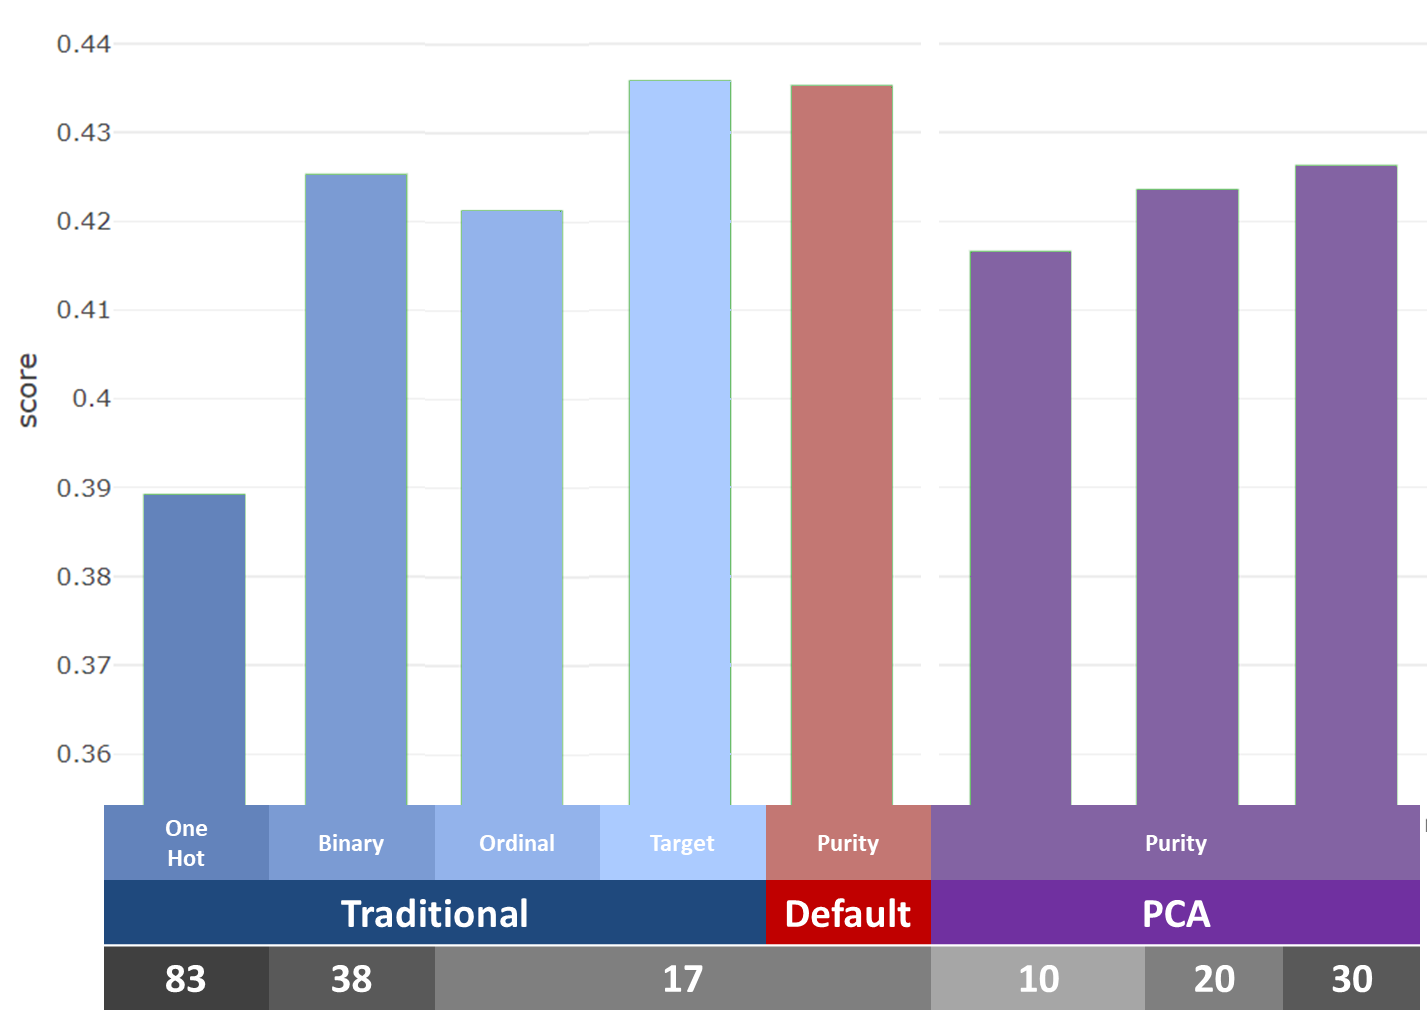 0.44
0.43
0.42
0.41
0.4
0.39
0.38
0.37
0.36
score
One
Hot
Binary
Ordinal
Target
Purity
Purity
Traditional
Default
PCA
83
38
17
10
20
30